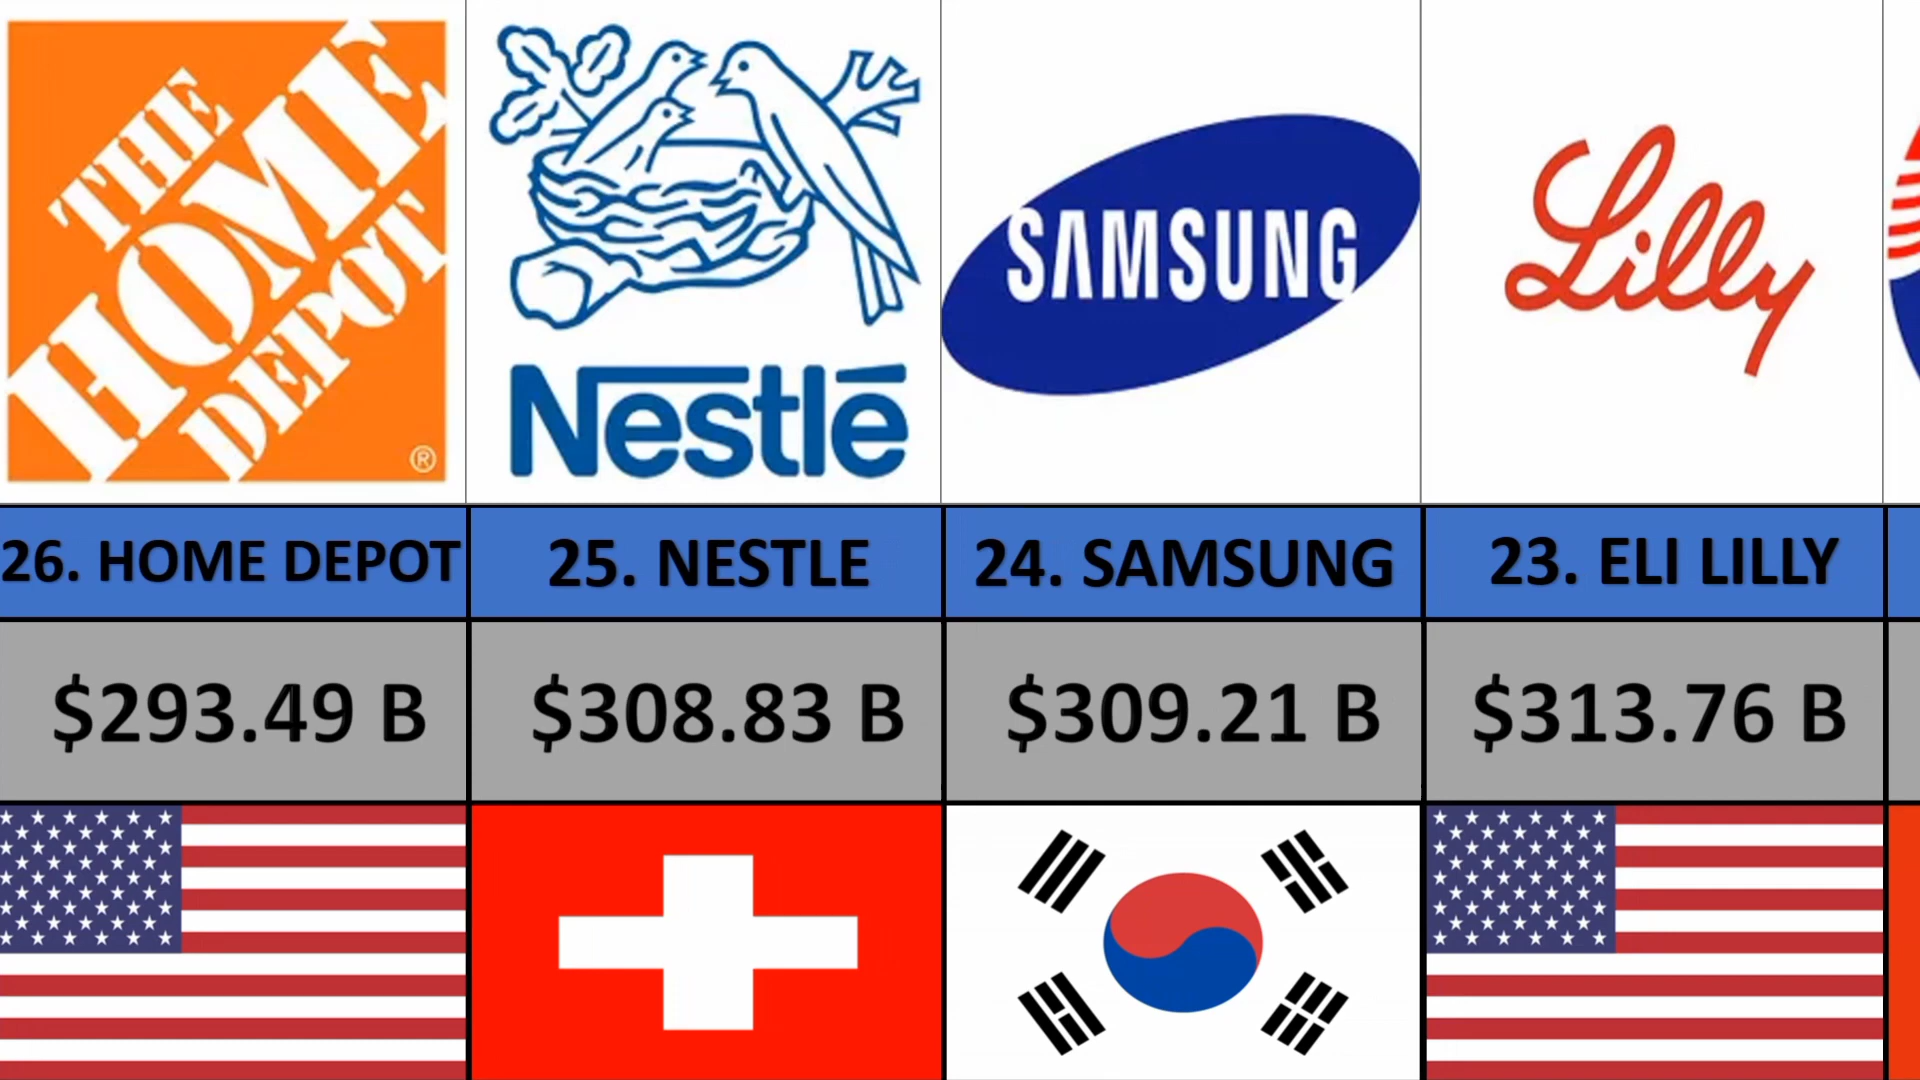 THE
HOME
DEPOT
®
Nestlé
SAMSUNG
Lilly
26. HOME DEPOT
25. NESTLE
24. SAMSUNG
23. ELI LILLY
$293.49 B
$308.83 B
$309.21 B
$313.76 B